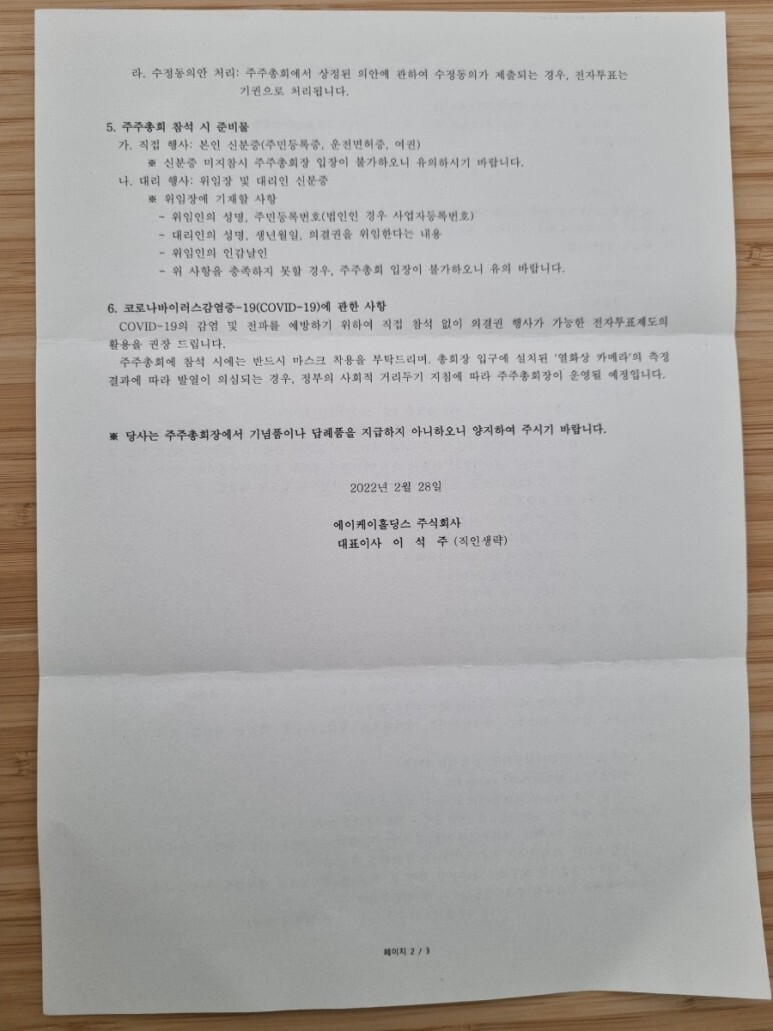 라. 수정동의안 처리: 주주총회에서 상정된 의안에 관하여 수정동의가 제출되는 경우, 전자투표는
기권으로 처리됩니다.
5. 주주총회 참석 시 준비물
가. 직접 행사: 본인 신분증(주민등록증, 운전면허증, 여권)
※ 신분증 미지참시 주주총회장 입장이 불가하오니 유의하시기 바랍니다.
나. 대리 행사: 위임장 및 대리인 신분증
※ 위임장에 기재할 사항
- 위임인의 성명, 주민등록번호(법인인 경우 사업자등록번호)
- 대리인의 성명, 생년월일, 의결권을 위임한다는 내용
- 위임인의 인감날인
- 위 사항을 충족하지 못할 경우, 주주총회 입장이 불가하오니 유의 바랍니다.
6. 코로나바이러스감염증-19(COVID-19)에 관한 사항
COVID-19의 감염 및 전파를 예방하기 위하여 직접 참석 없이 의결권 행사가 가능한 전자투표제도의
활용을 권장 드립니다.
주주총회에 참석 시에는 반드시 마스크 착용을 부탁드리며, 총회장 입구에 설치된 '열화상 카메라'의 측정
결과에 따라 발열이 의심되는 경우, 정부의 사회적 거리두기 지침에 따라 주주총회장이 운영될 예정입니다.
※ 당사는 주주총회장에서 기념품이나 답례품을 지급하지 아니하오니 양지하여 주시기 바랍니다.
2022년 2월 28일
에이케이홀딩스 주식회사
대표이사 이 석 주 (직인생략)
페이지 2 / 3